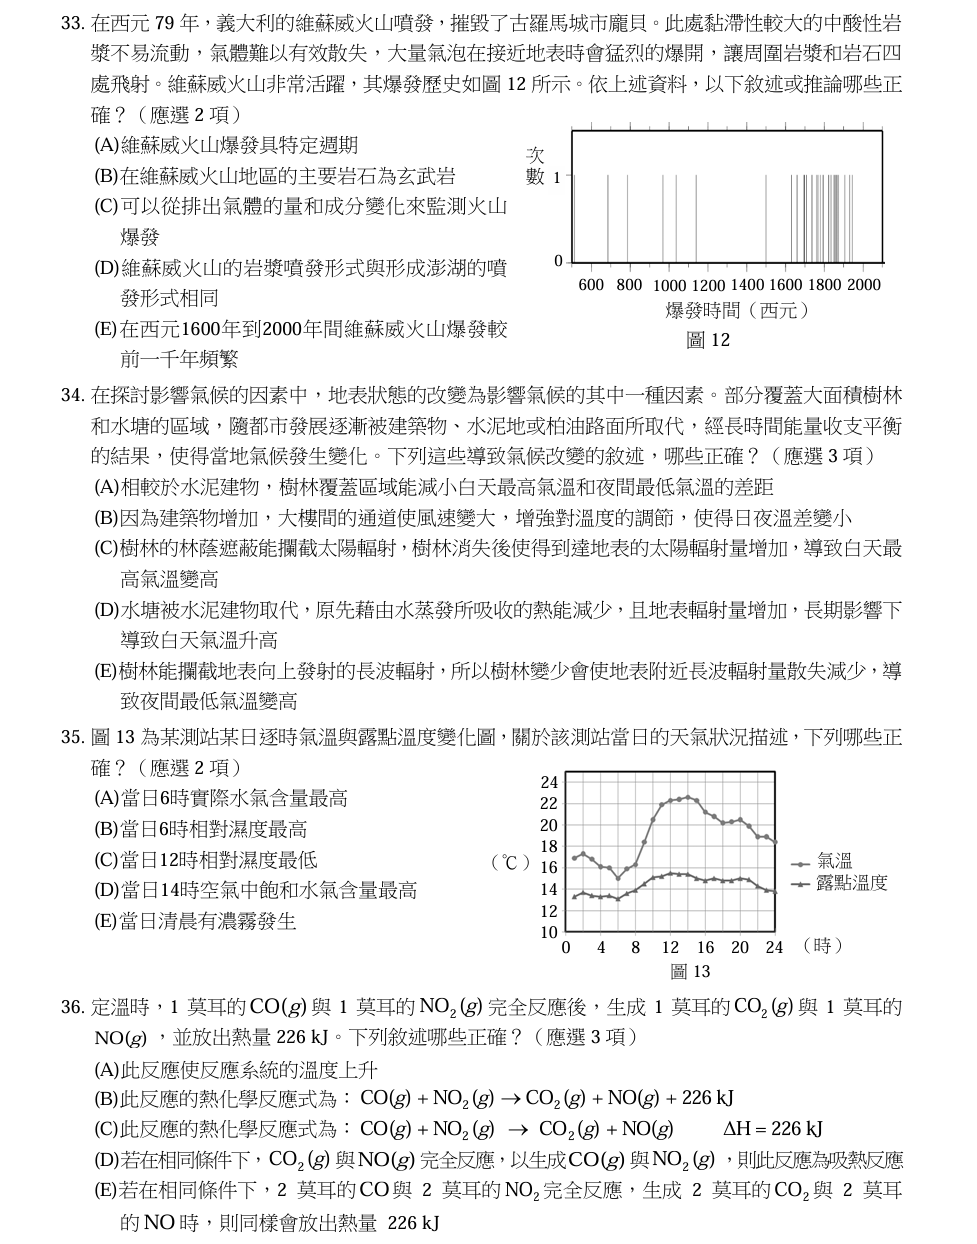 33. 在西元 79 年，義大利的維蘇威火山噴發，摧毀了古羅馬城市龐貝。此處黏滯性較大的中酸性岩
漿不易流動，氣體難以有效散失，大量氣泡在接近地表時會猛烈的爆開，讓周圍岩漿和岩石四
處飛射。維蘇威火山非常活躍，其爆發歷史如圖 12 所示。依上述資料，以下敘述或推論哪些正
確？（應選 2 項）
(A)維蘇威火山爆發具特定週期
(B)在維蘇威火山地區的主要岩石為玄武岩
(C)可以從排出氣體的量和成分變化來監測火山
爆發
(D)維蘇威火山的岩漿噴發形式與形成澎湖的噴
發形式相同
(E)在西元1600年到2000年間維蘇威火山爆發較
前一千年頻繁
次數
1
0
600 800 1000 1200 1400 1600 1800 2000
爆發時間（西元）
圖 12
34. 在探討影響氣候的因素中，地表狀態的改變為影響氣候的其中一種因素。部分覆蓋大面積樹林
和水塘的區域，隨都市發展逐漸被建築物、水泥地或柏油路面所取代，經長時間能量收支平衡
的結果，使得當地氣候發生變化。下列這些導致氣候改變的敘述，哪些正確？（應選 3 項）
(A)相較於水泥建物，樹林覆蓋區域能減小白天最高氣溫和夜間最低氣溫的差距
(B)因為建築物增加，大樓間的通道使風速變大，增強對溫度的調節，使得日夜溫差變小
(C)樹林的林蔭遮蔽能攔截太陽輻射，樹林消失後使得到達地表的太陽輻射量增加，導致白天最
高氣溫變高
(D)水塘被水泥建物取代，原先藉由水蒸發所吸收的熱能減少，且地表輻射量增加，長期影響下
導致白天氣溫升高
(E)樹林能攔截地表向上發射的長波輻射，所以樹林變少會使地表附近長波輻射量散失減少，導
致夜間最低氣溫變高
35. 圖 13 為某測站某日逐時氣溫與露點溫度變化圖，關於該測站當日的天氣狀況描述，下列哪些正
確？（應選 2 項）
(A)當日6時實際水氣含量最高
(B)當日6時相對濕度最高
(C)當日12時相對濕度最低
(D)當日14時空氣中飽和水氣含量最高
(E)當日清晨有濃霧發生
24
22
20
18
16
14
12
10
（℃）
0 4 8 12 16 20 24 （時）
氣溫
露點溫度
圖 13
36. 定溫時，1 莫耳的 CO(g) 與 1 莫耳的 NO₂(g) 完全反應後，生成 1 莫耳的 CO₂(g) 與 1 莫耳的
NO(g) ，並放出熱量 226 kJ。下列敘述哪些正確？（應選 3 項）
(A)此反應使反應系統的溫度上升
(B)此反應的熱化學反應式為：CO(g) + NO₂(g) → CO₂(g) + NO(g) + 226 kJ
(C)此反應的熱化學反應式為：CO(g) + NO₂(g) → CO₂(g) + NO(g) ΔH = 226 kJ
(D)若在相同條件下，CO₂(g) 與 NO(g) 完全反應，以生成 CO(g) 與 NO₂(g) ，則此反應為吸熱反應
(E)若在相同條件下，2 莫耳的 CO 與 2 莫耳的 NO₂ 完全反應，生成 2 莫耳的 CO₂ 與 2 莫耳
的 NO 時，則同樣會放出熱量 226 kJ